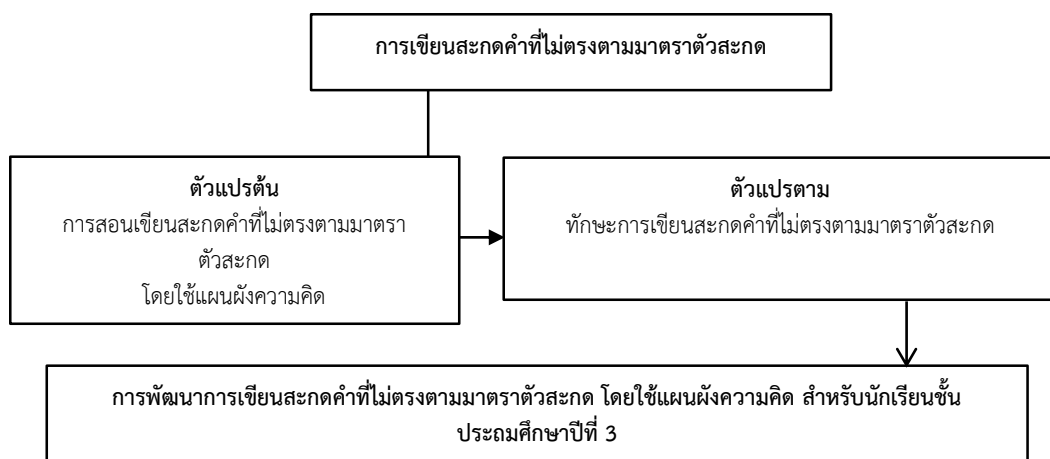 การเขียนสะกดคำที่ไม่ตรงตามมาตราตัวสะกด
ตัวแปรต้น
การสอนเขียนสะกดคำที่ไม่ตรงตามมาตรา
ตัวสะกด
โดยใช้แผนผังความคิด
ตัวแปรตาม
ทักษะการเขียนสะกดคำที่ไม่ตรงตามมาตราตัวสะกด
การพัฒนาการเขียนสะกดคำที่ไม่ตรงตามมาตราตัวสะกด โดยใช้แผนผังความคิด สำหรับนักเรียนชั้น
ประถมศึกษาปีที่ 3